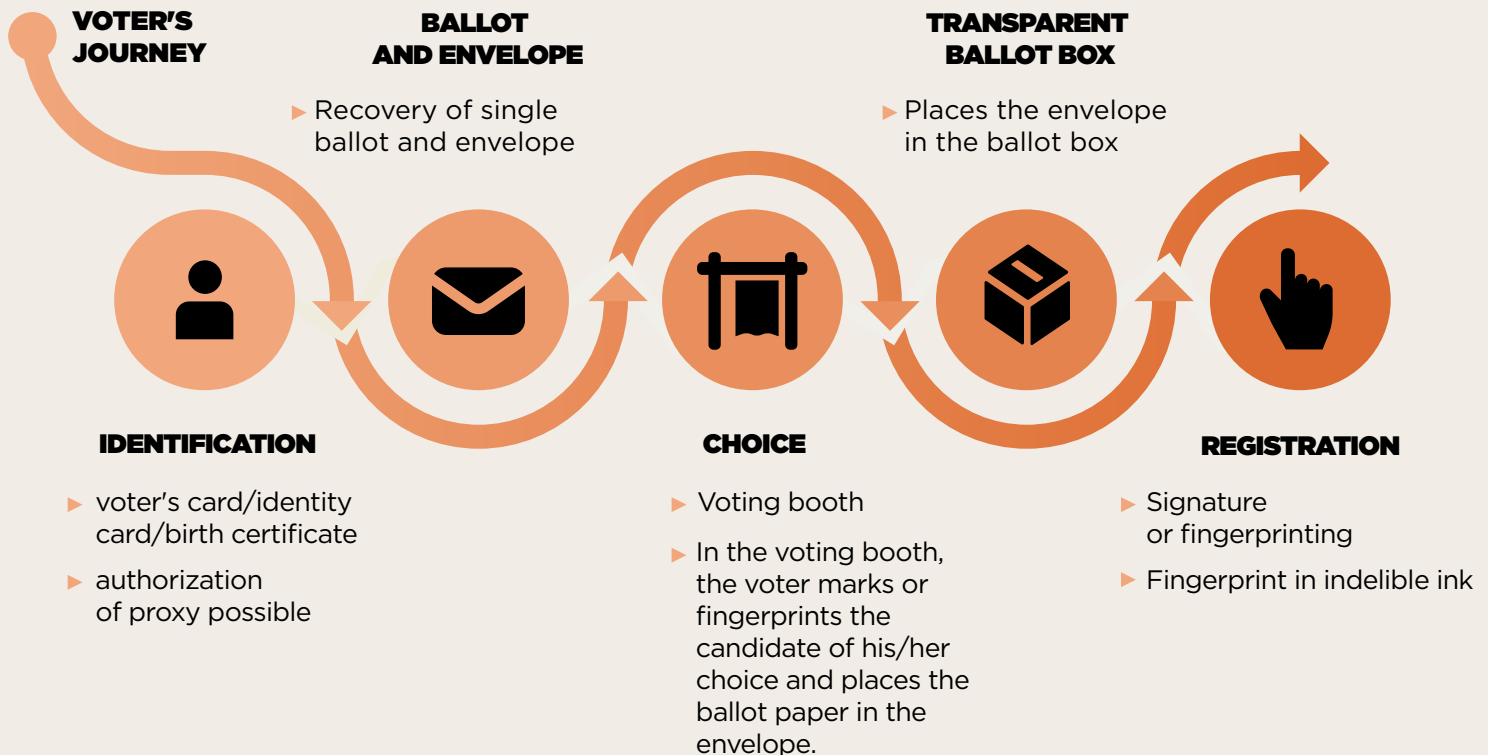 VOTER'S
JOURNEY
IDENTIFICATION
voter's card/identity
card/birth certificate
authorization
of proxy possible
BALLOT
AND ENVELOPE
Recovery of single
ballot and envelope
CHOICE
Voting booth
In the voting booth,
the voter marks or
fingerprints the
candidate of his/her
choice and places the
ballot paper in the
envelope.
TRANSPARENT
BALLOT BOX
Places the envelope
in the ballot box
REGISTRATION
Signature
or fingerprinting
Fingerprint in indelible ink